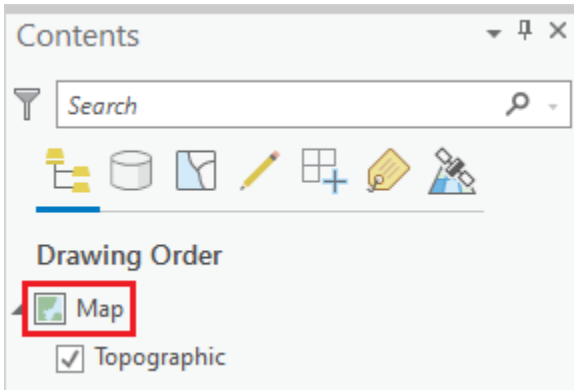 Contents
Search
Drawing Order
Map
Topographic